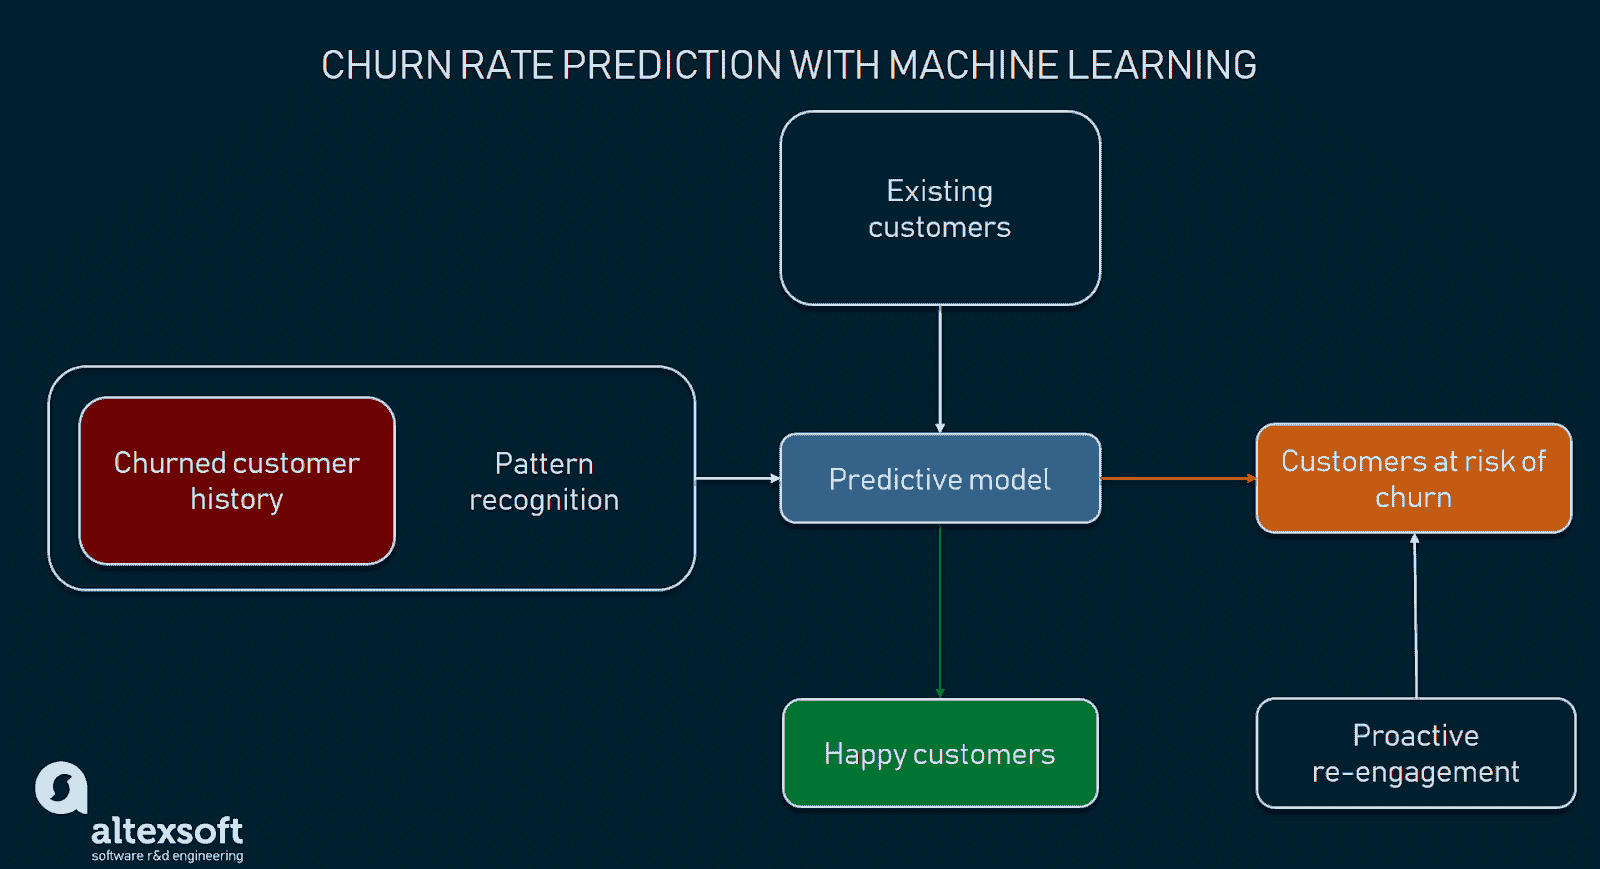 CHURN RATE PREDICTION WITH MACHINE LEARNING
Existing
customers
Churned customer
history
Pattern
recognition
Predictive model
Customers at risk of
churn
Happy customers
Proactive
re-engagement
altexsoft
software r&d engineering